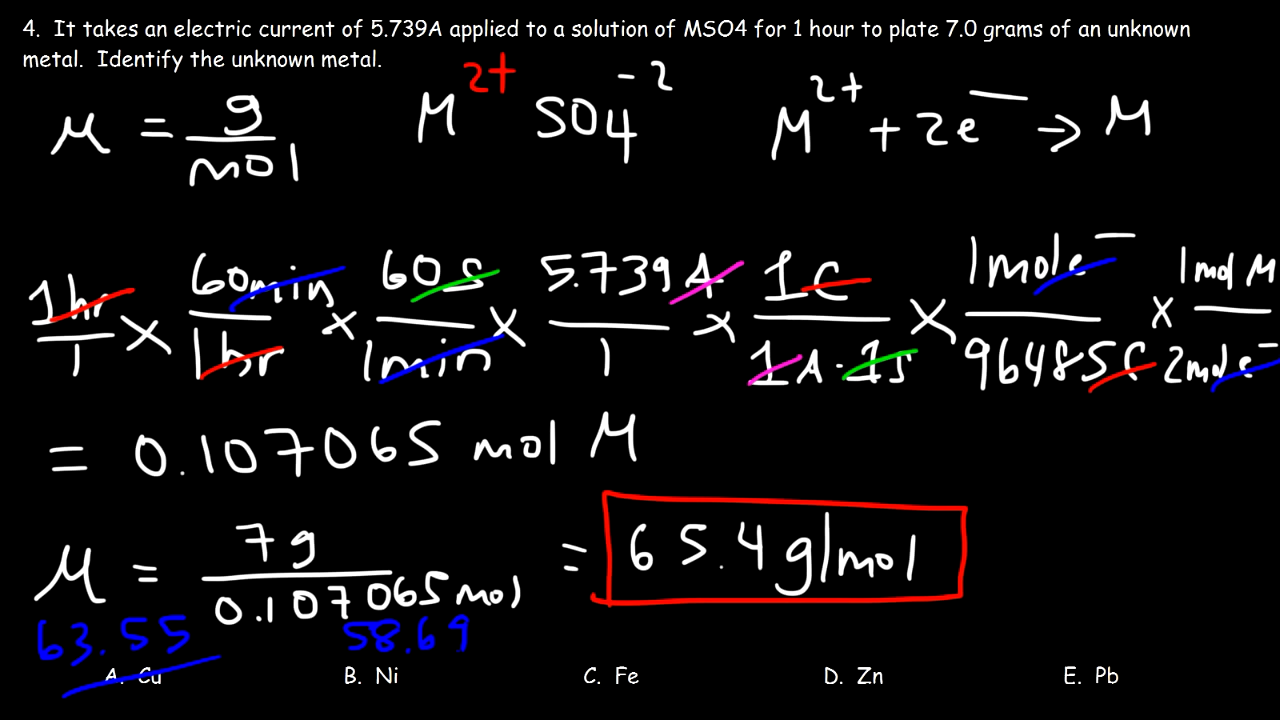 4. It takes an electric current of 5.739A applied to a solution of MSO4 for 1 hour to plate 7.0 grams of an unknown
metal. Identify the unknown metal.
M = g/mol M²⁺ SO4⁻² M²⁺ + 2e⁻ → M
1hr/1 × 60min/1hr × 60s/1min × 5.739A/1 × 1C/1A·1s × 1mole⁻/96485C × 1mol M/2mole⁻
= 0.107065 mol M
M = 7g/0.107065 mol = 65.4g/mol
63.55 58.69
A. Cu B. Ni C. Fe D. Zn E. Pb